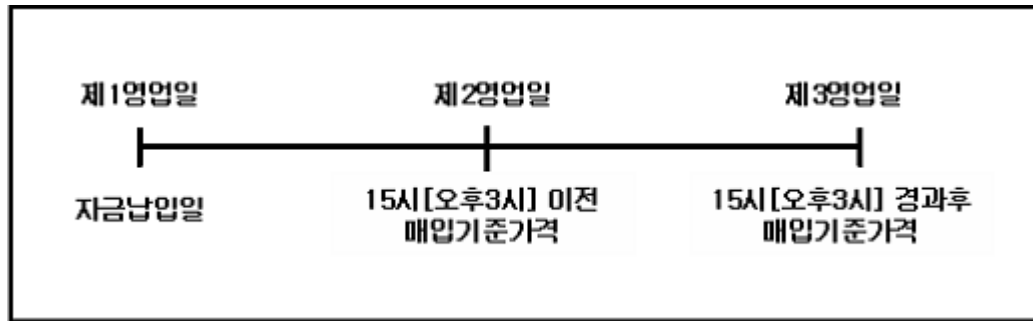 제1영업일 제2영업일 제3영업일
자금납입일
15시[오후3시] 이전
매입기준가격
15시[오후3시] 경과후
매입기준가격